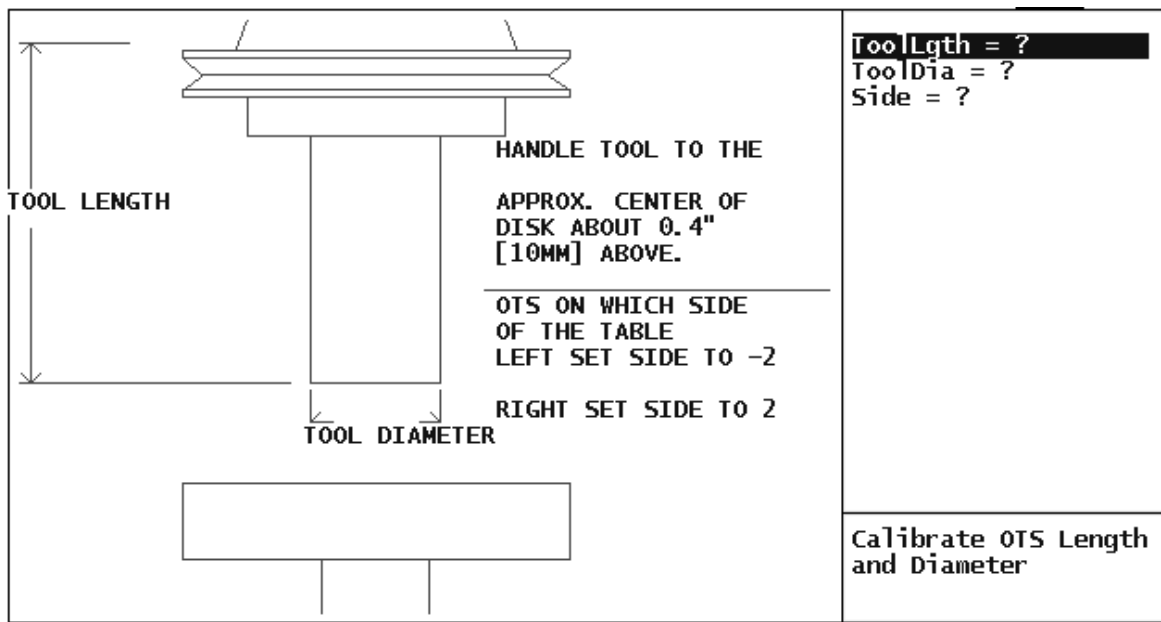 TOOL LENGTH
HANDLE TOOL TO THE
APPROX. CENTER OF
DISK ABOUT 0.4"
[10MM] ABOVE.
OTS ON WHICH SIDE
OF THE TABLE
LEFT SET SIDE TO -2
RIGHT SET SIDE TO 2
TOOL DIAMETER
ToolLgth = ?
ToolDia = ?
Side = ?
Calibrate OTS Length
and Diameter